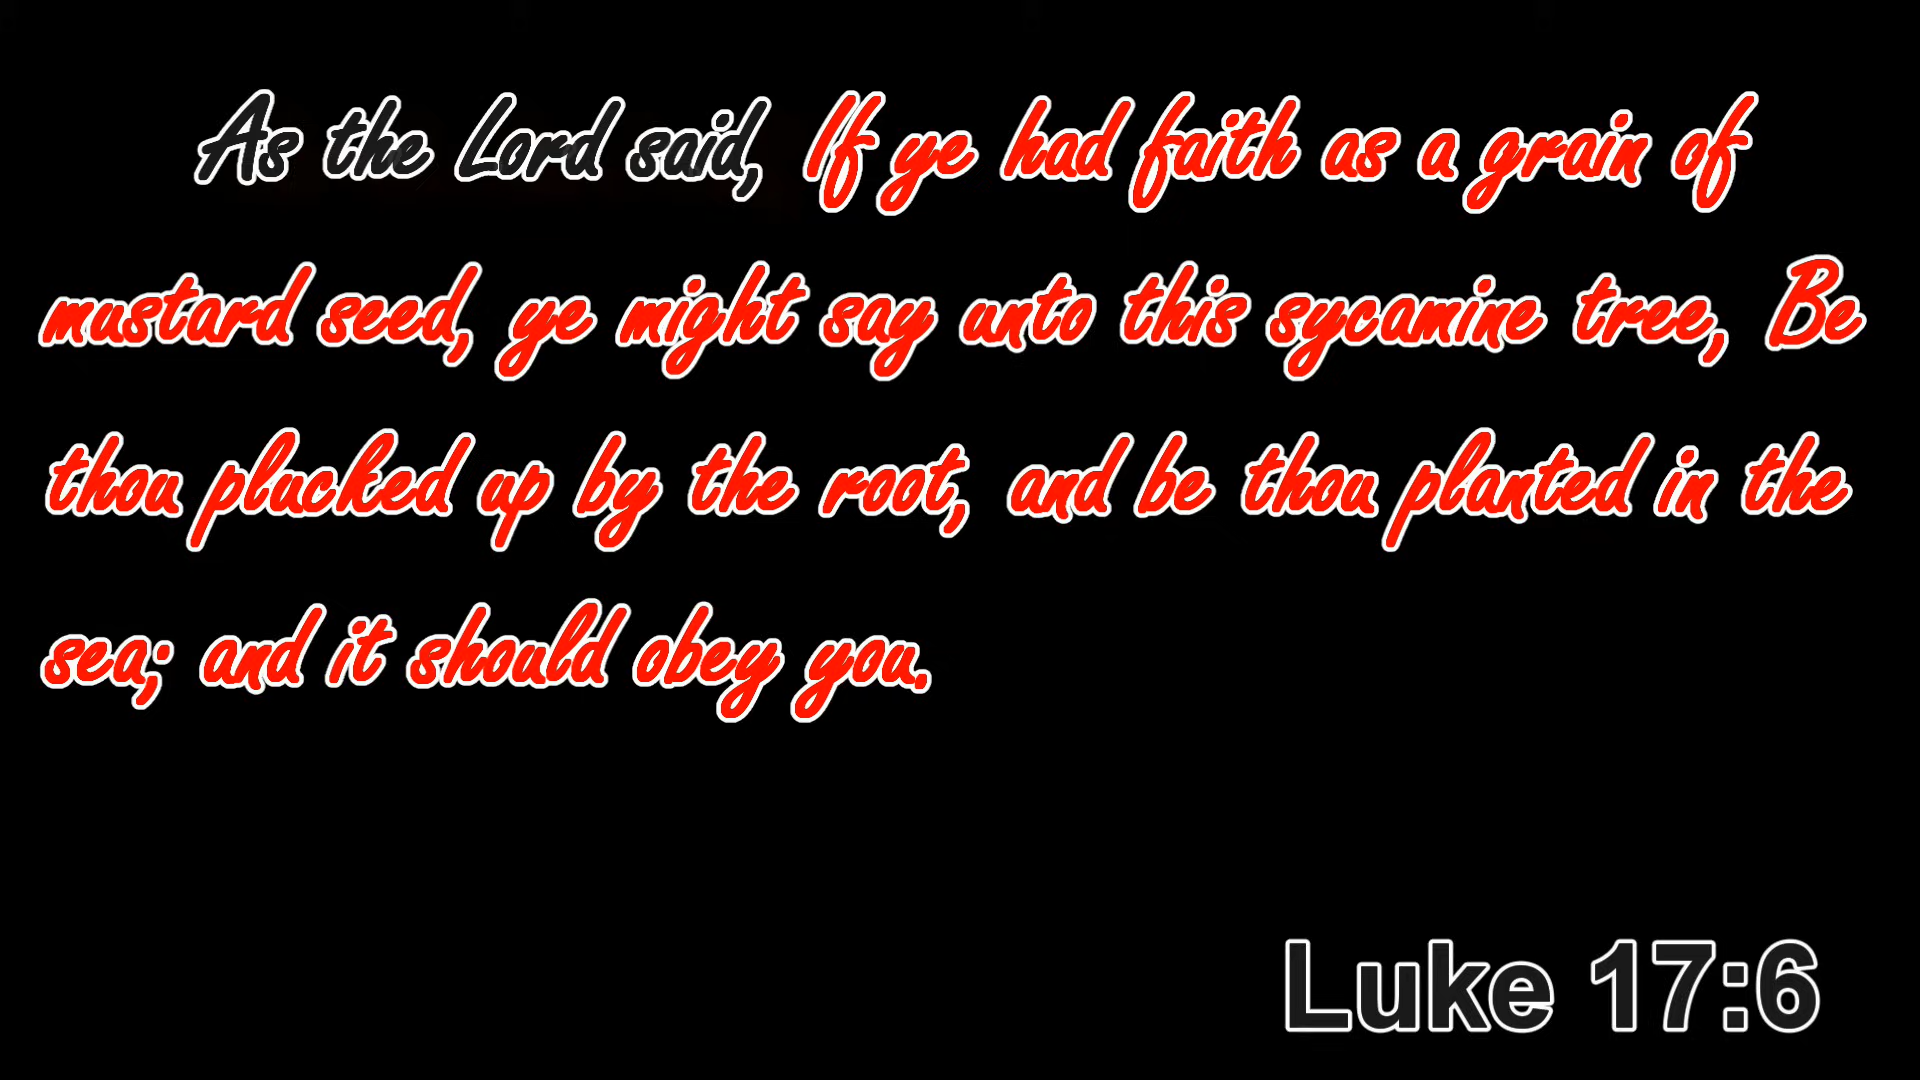 As the Lord said, If ye had faith as a grain of
mustard seed, ye might say unto this sycamine tree, Be
thou plucked up by the root, and be thou planted in the
sea; and it should obey you.
Luke 17:6